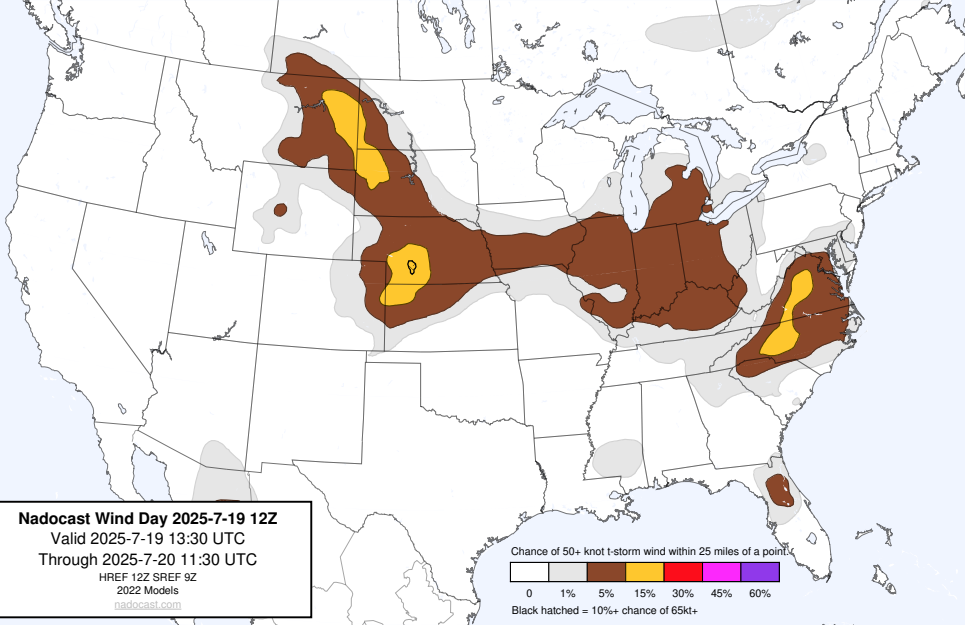 Nadocast Wind Day 2025-7-19 12Z
Valid 2025-7-19 13:30 UTC
Through 2025-7-20 11:30 UTC
HREF 12Z SREF 9Z
2022 Models
nadocast.com
Chance of 50+ knot t-storm wind within 25 miles of a point.
0 1% 5% 15% 30% 45% 60%
Black hatched = 10%+ chance of 65kt+